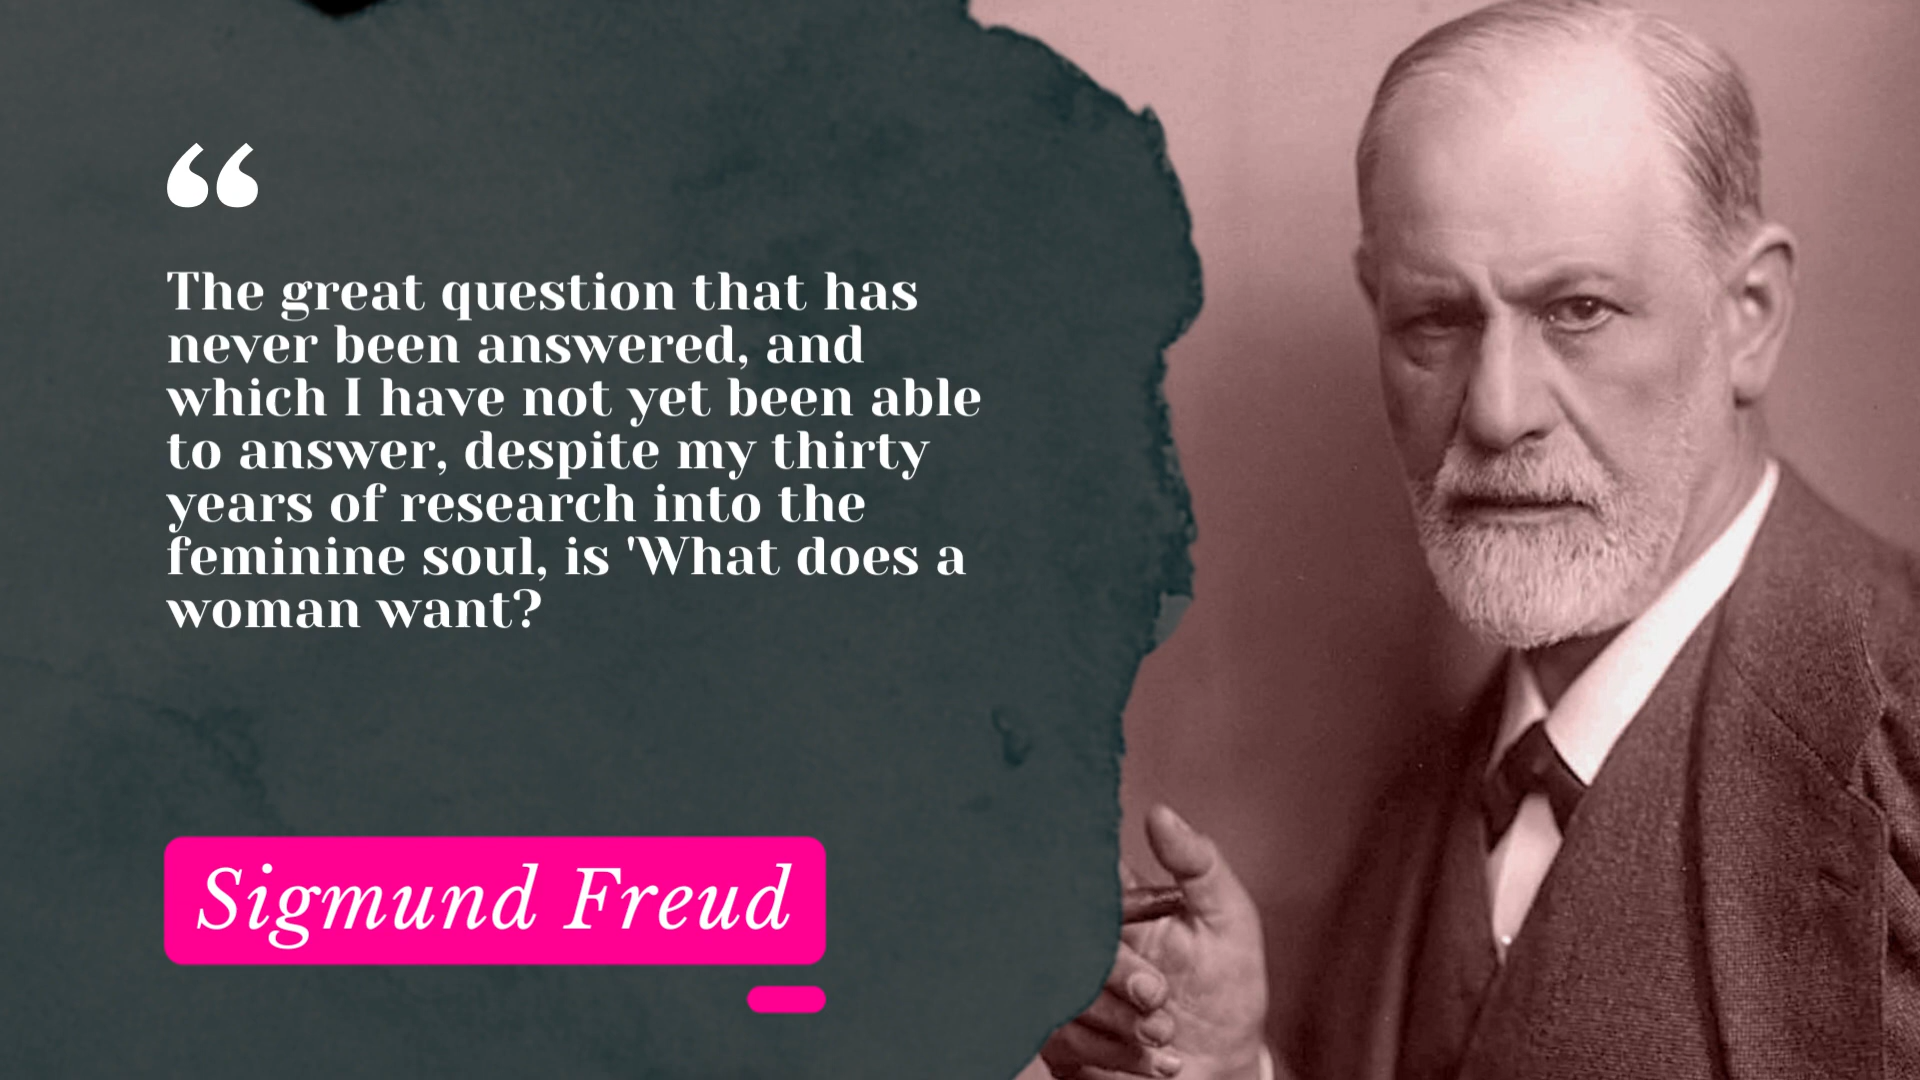 “
The great question that has
never been answered, and
which I have not yet been able
to answer, despite my thirty
years of research into the
feminine soul, is 'What does a
woman want?
Sigmund Freud